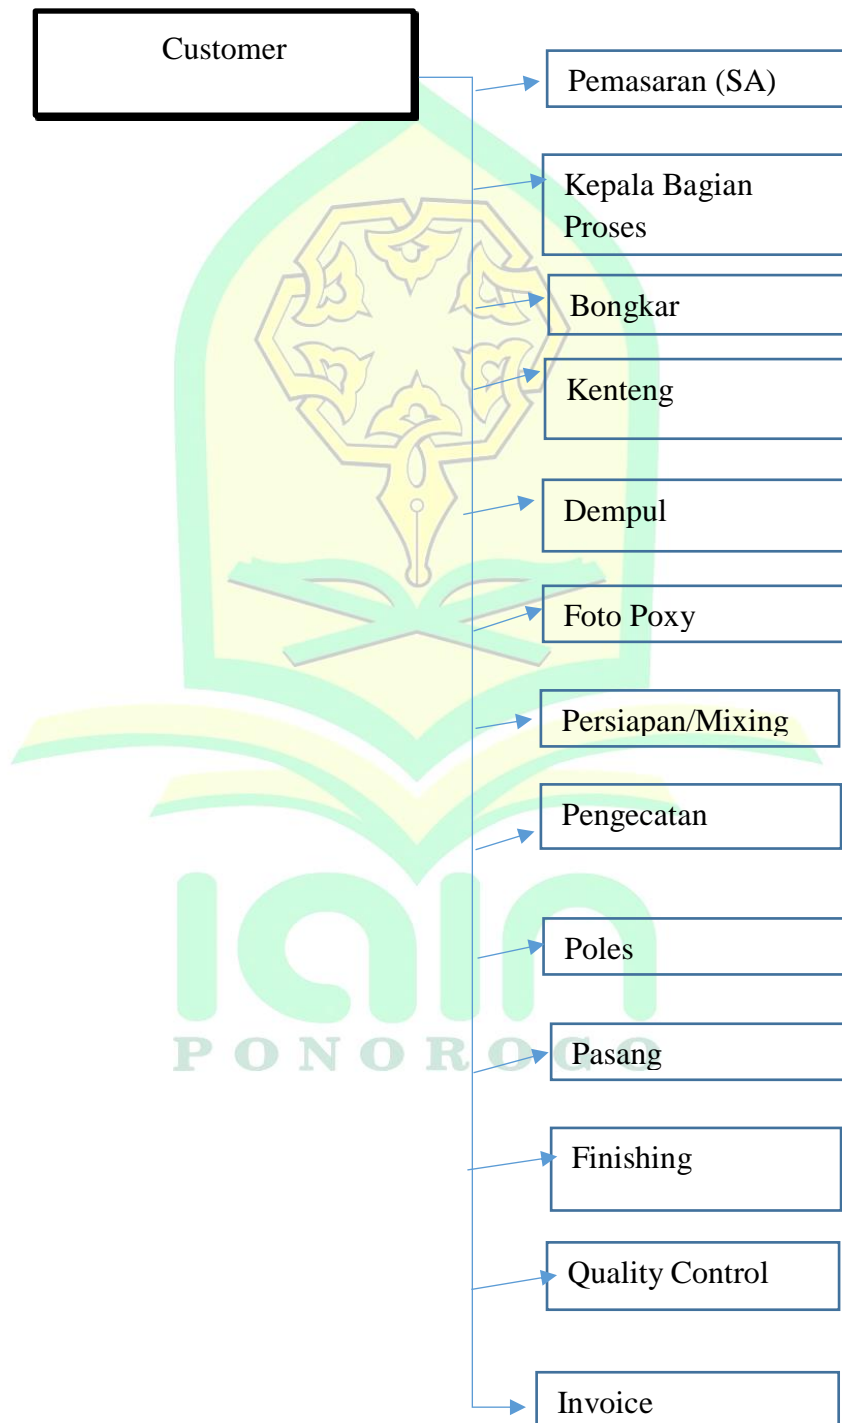 Customer
Pemasaran (SA)
Kepala Bagian
Proses
Bongkar
Kenteng
Dempul
Foto Poxy
Persiapan/Mixing
Pengecatan
Poles
Pasang
Finishing
Quality Control
Invoice
iain
PONOROGO